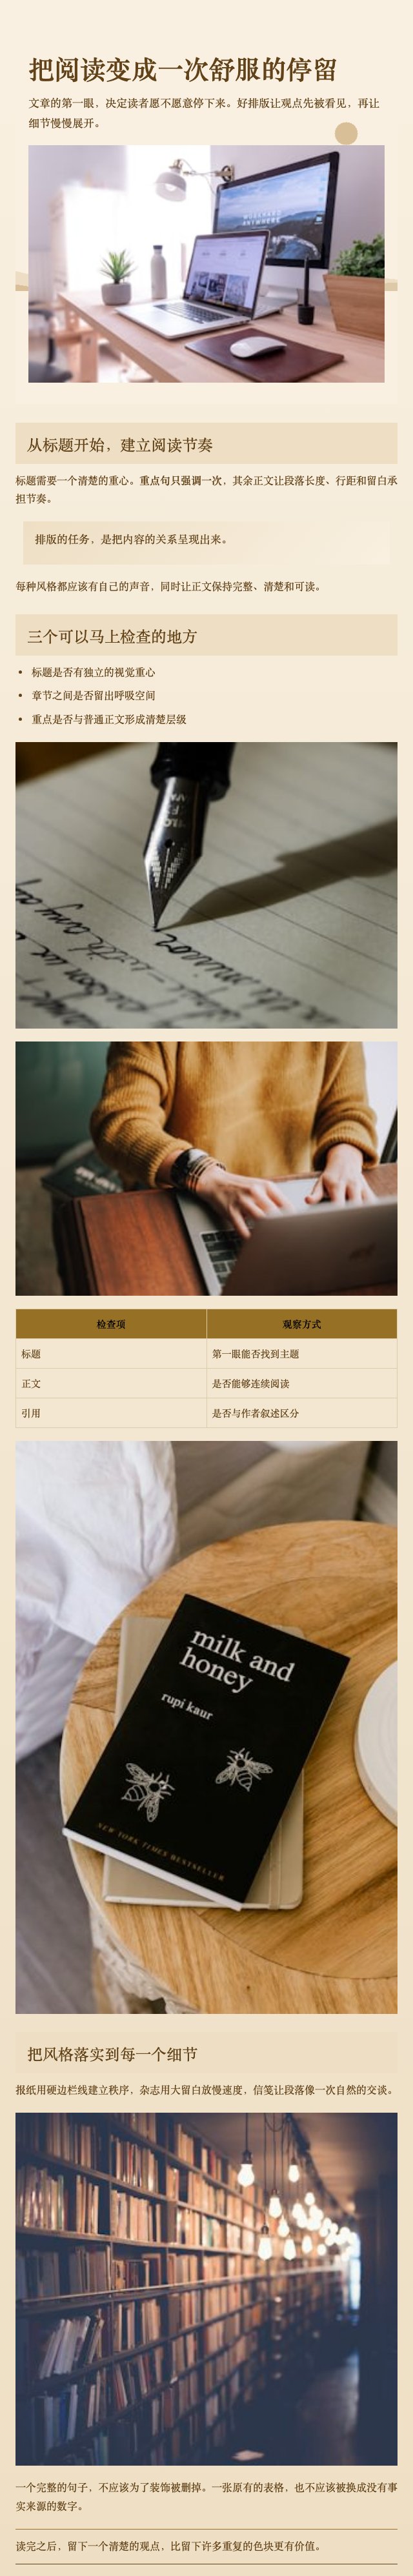 把阅读变成一次舒服的停留
文章的第一眼，决定读者愿不愿意停下来。好排版让观点先被看见，再让
细节慢慢展开。
从标题开始，建立阅读节奏
标题需要一个清楚的重心。重点句只强调一次，其余正文让段落长度、行距和留白承
担节奏。
排版的任务，是把内容的关系呈现出来。
每种风格都应该有自己的声音，同时让正文保持完整、清楚和可读。
三个可以马上检查的地方
• 标题是否有独立的视觉重心
• 章节之间是否留出呼吸空间
• 重点是否与普通正文形成清楚层级
检查项 观察方式
标题 第一眼能否找到主题
正文 是否能够连续阅读
引用 是否与作者叙述区分
milk and
honey
rupi kaur
NEW YORK TIMES BESTSELLER
把风格落实到每一个细节
报纸用硬边栏线建立秩序，杂志用大留白放慢速度，信笺让段落像一次自然的交谈。
一个完整的句子，不应该为了装饰被删掉。一张原有的表格，也不应该被换成没有事
实来源的数字。
读完之后，留下一个清楚的观点，比留下许多重复的色块更有价值。